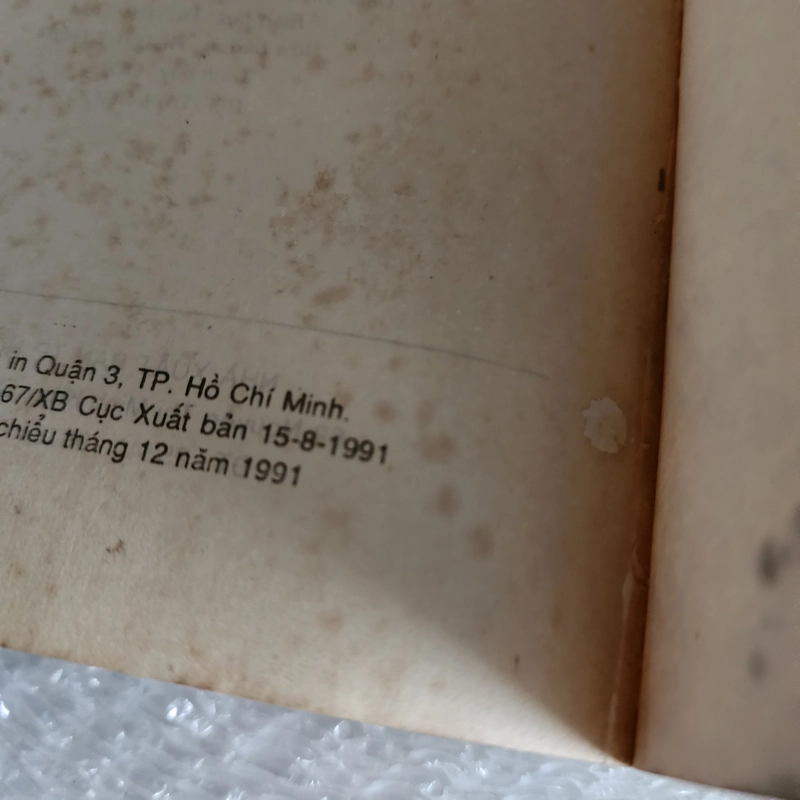 in Quận 3, TP. Hồ Chí Minh.
67/XB Cục Xuất bản 15-8-1991
chiểu tháng 12 năm 1991